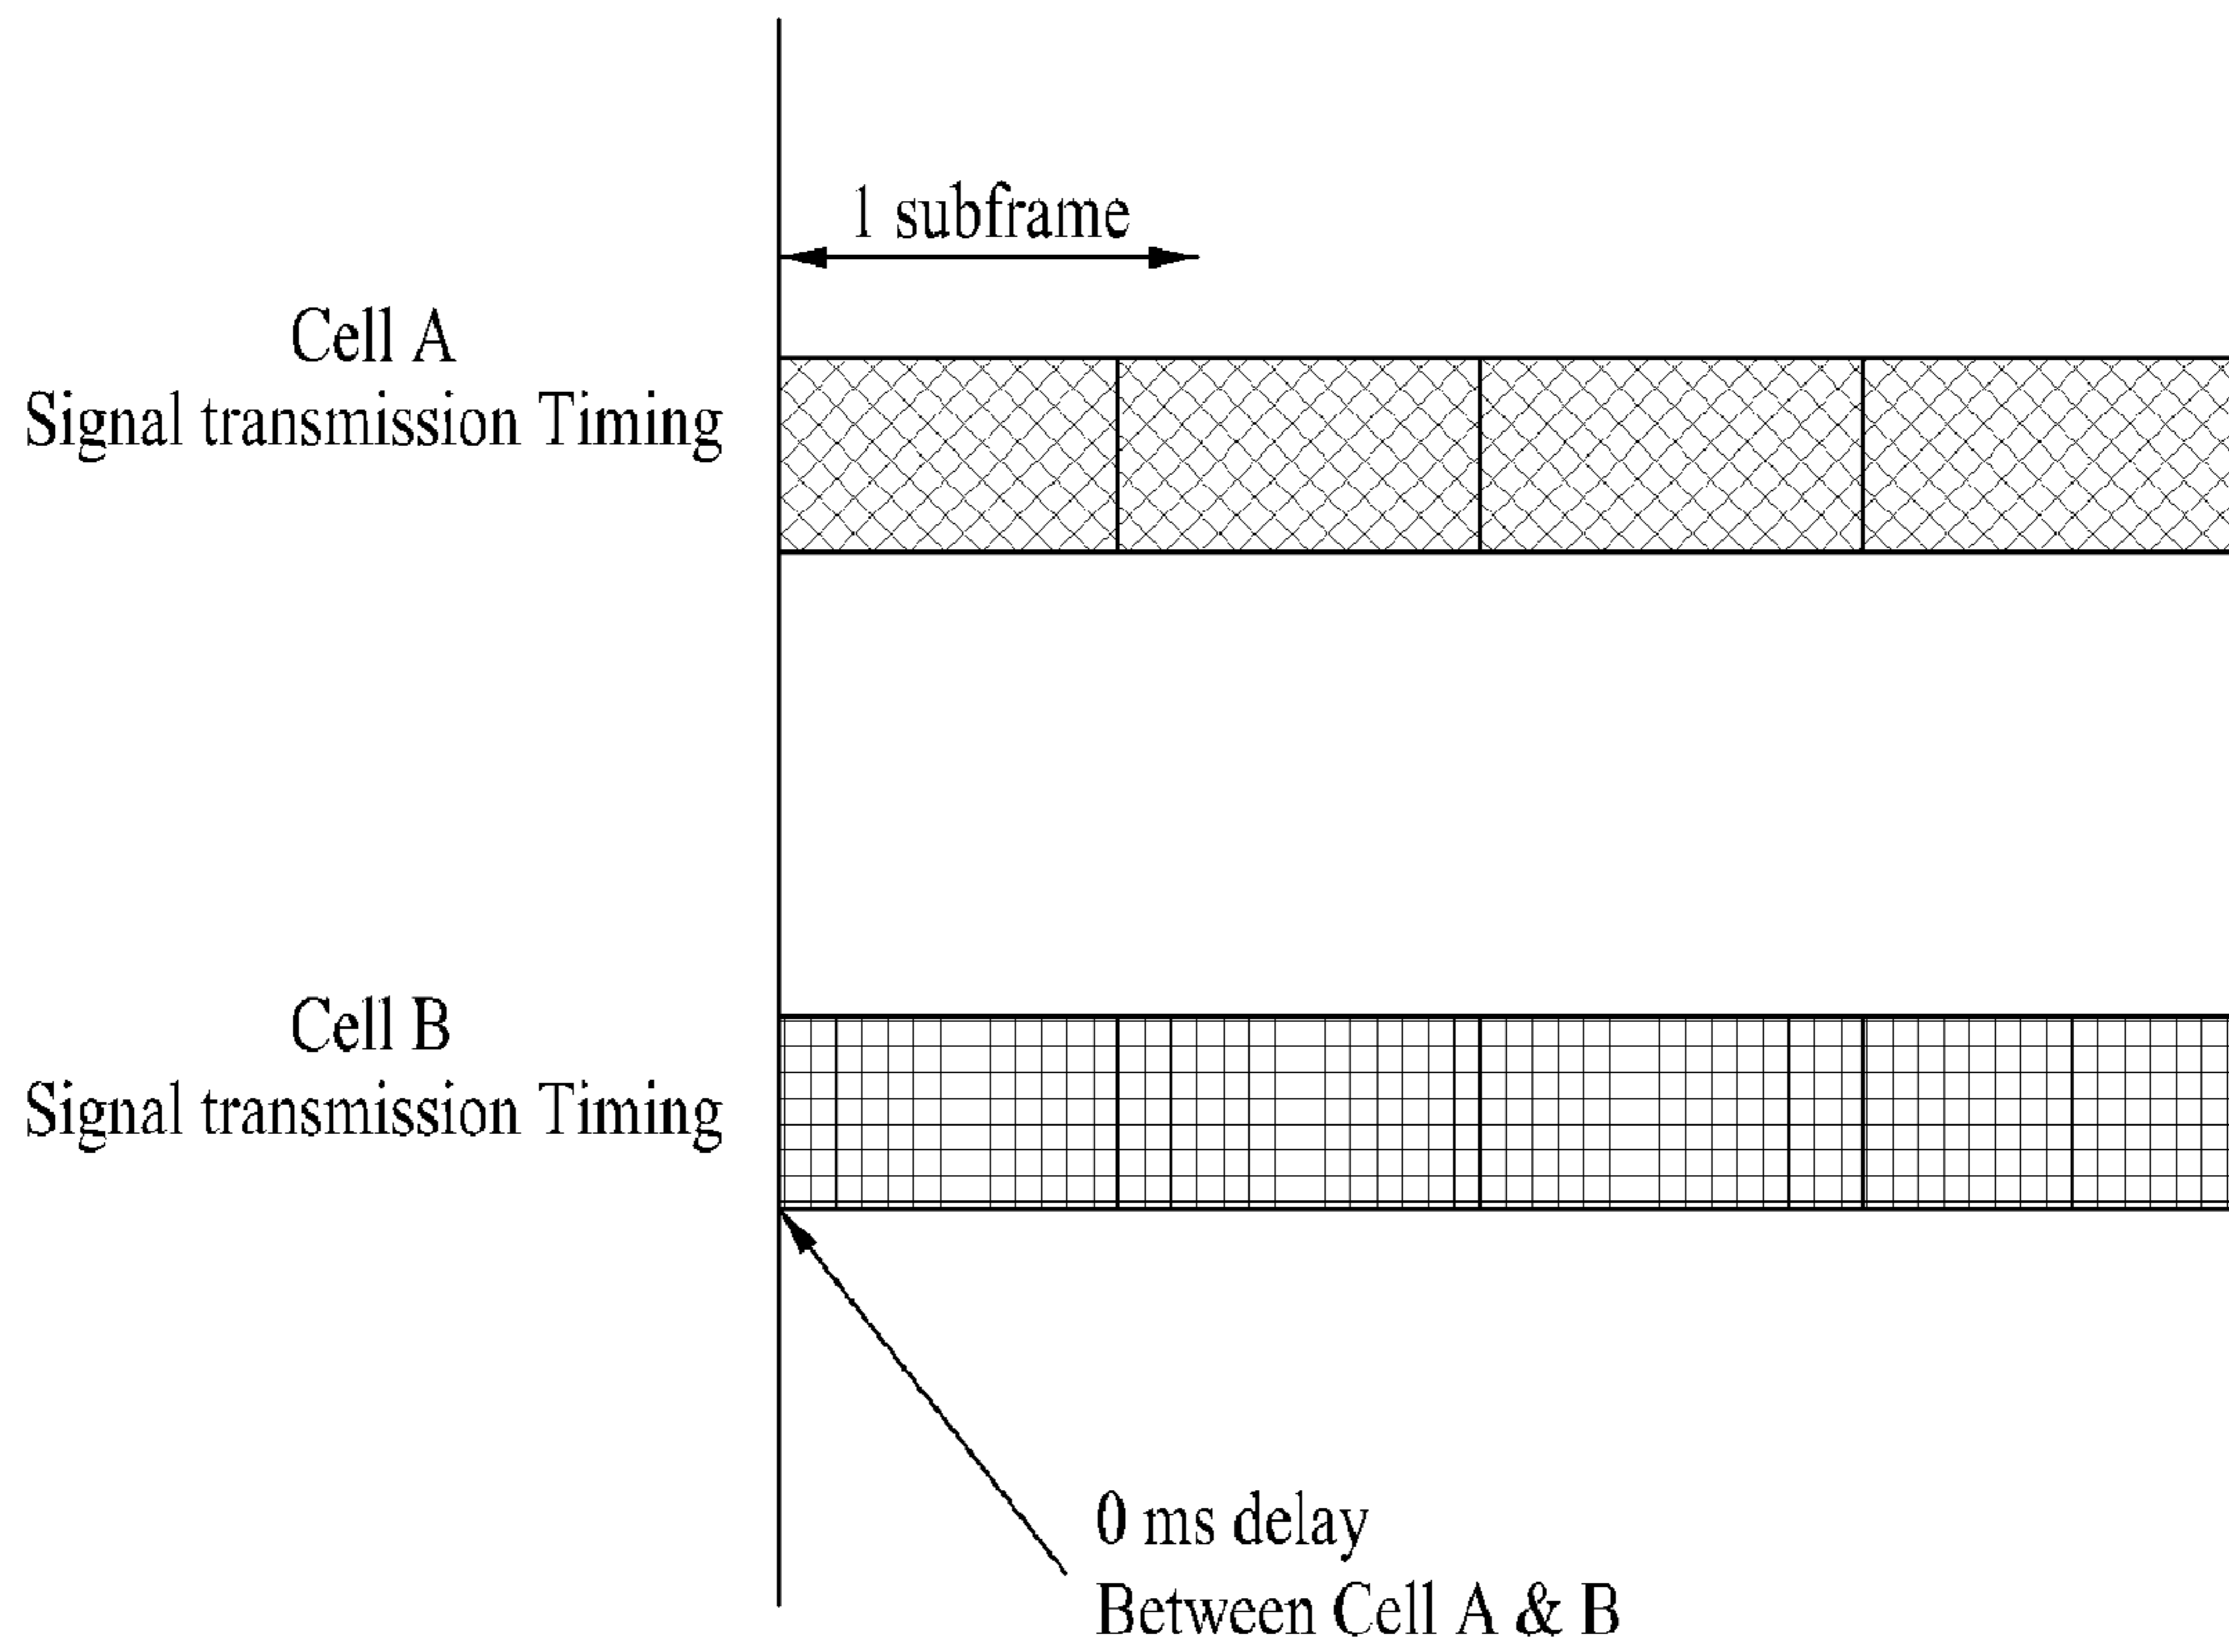 1 subframe
Cell A
Signal transmission Timing
Cell B
Signal transmission Timing
0 ms delay
Between Cell A & B